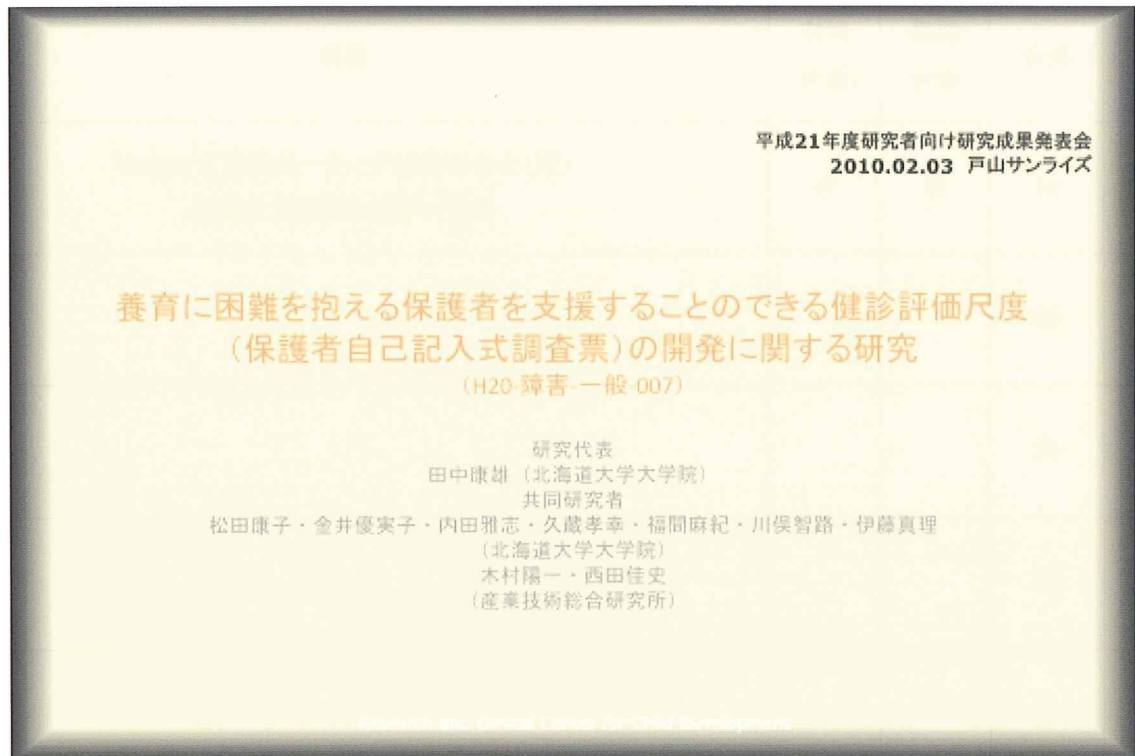 平成21年度研究者向け研究成果発表会
2010.02.03 戸山サンライズ
養育に困難を抱える保護者を支援することのできる健診評価尺度
（保護者自己記入式調査票）の開発に関する研究
（H20-障害-一般-007）
研究代表
田中康雄（北海道大学大学院）
共同研究者
松田康子・金井優実子・内田雅志・久蔵孝幸・福間麻紀・川俣智路・伊藤真理
（北海道大学大学院）
木村陽一・西田佳史
（産業技術総合研究所）
Research and Clinical Center for Child Development